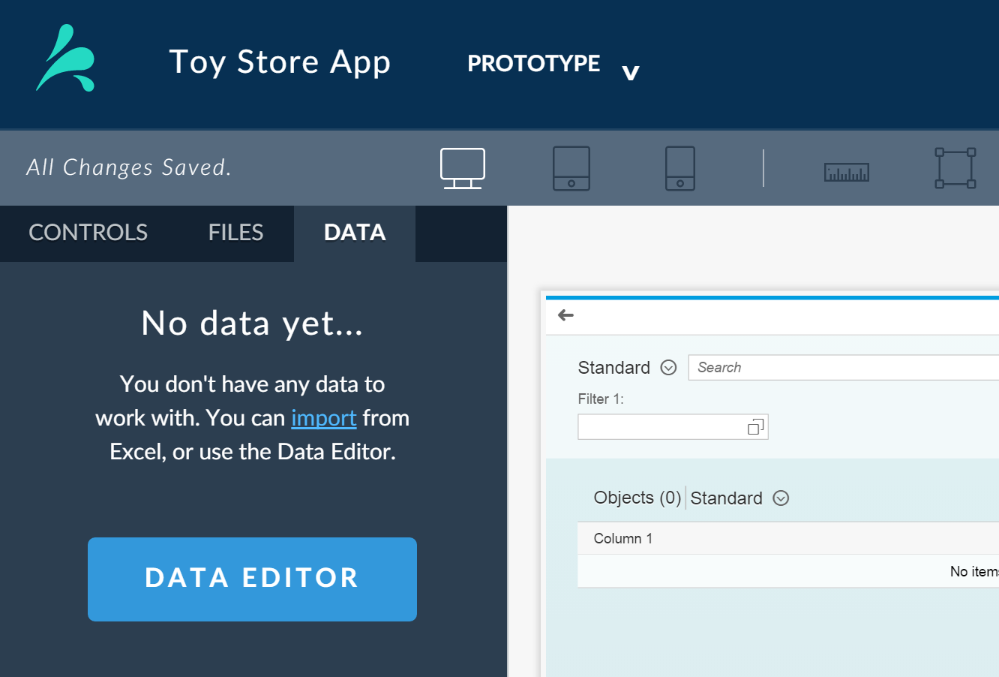 Toy Store App PROTOTYPE
All Changes Saved.
CONTROLS FILES DATA
No data yet...
You don't have any data to
work with. You can import from
Excel, or use the Data Editor.
DATA EDITOR
Standard Search
Filter 1:
Objects (0) Standard
Column 1
No items